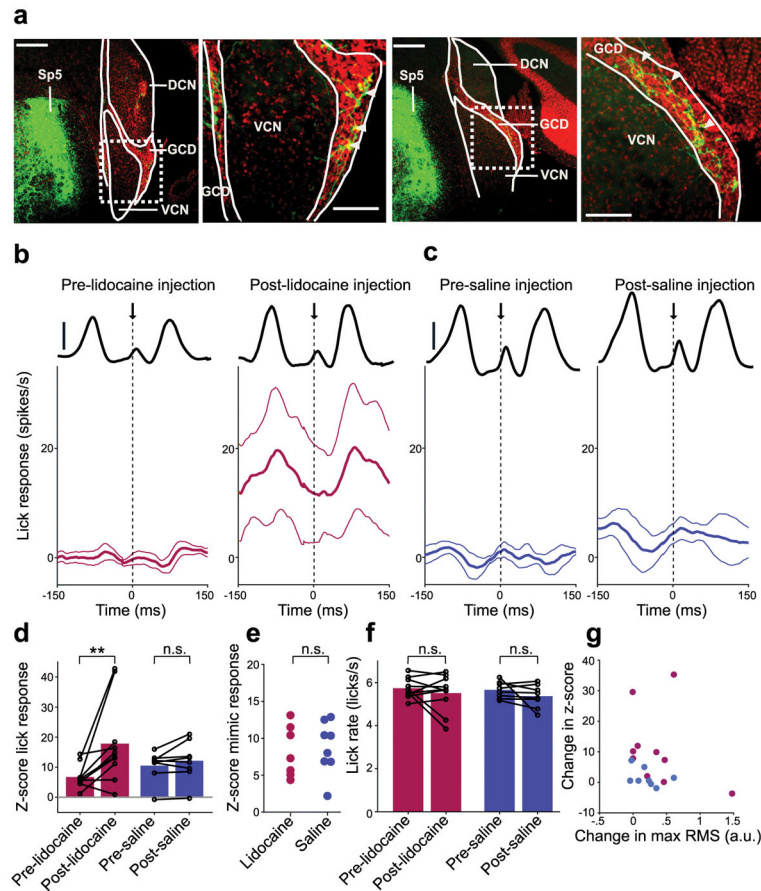 a
Sp5
DCN
GCD
VCN
GCD
VCN
Sp5
DCN
GCD
VCN
GCD
VCN
b
Pre-lidocaine injection
Post-lidocaine injection
c
Pre-saline injection
Post-saline injection
Lick response (spikes/s)
20
0
-150 0 150
Time (ms)
20
0
-150 0 150
Time (ms)
20
0
-150 0 150
Time (ms)
20
0
-150 0 150
Time (ms)
d
Z-score lick response
**
n.s.
40
30
20
10
0
Pre-lidocaine
Post-lidocaine
Pre-saline
Post-saline
e
Z-score mimic response
n.s.
20
15
10
5
0
Lidocaine
Saline
f
Lick rate (licks/s)
n.s.
n.s.
6
4
2
0
Pre-lidocaine
Post-lidocaine
Pre-saline
Post-saline
g
Change in z-score
40
30
20
10
0
-10
-.5 0 .5 1 1.5
Change in max RMS (a.u.)